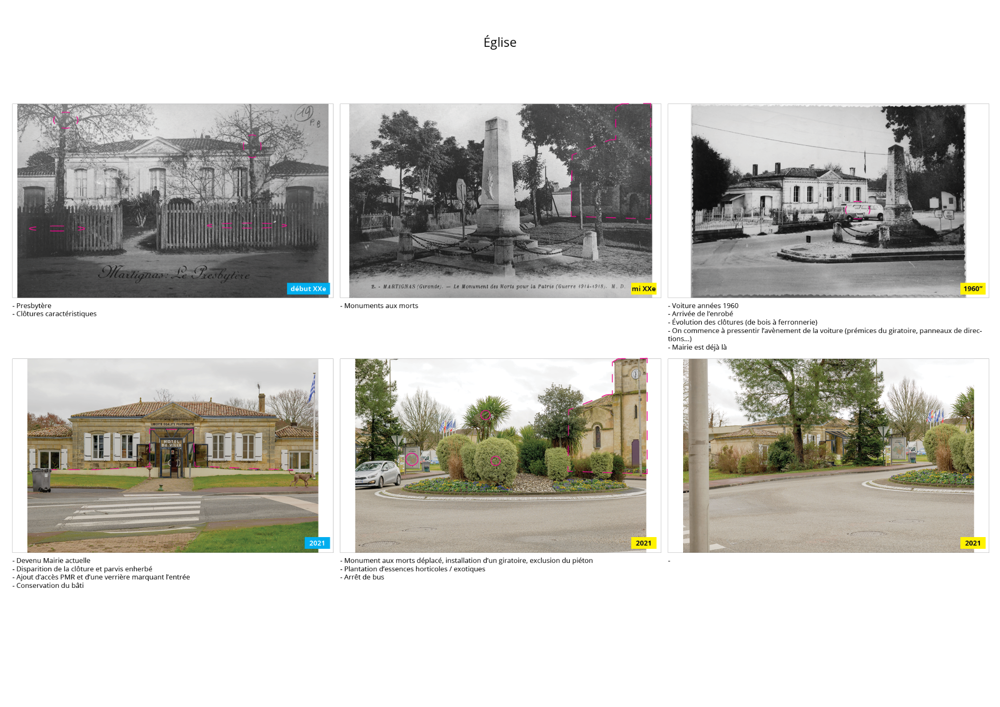 Église
19
P. B
Martignas: Le Presbytère
début XXe
2. - MARTIGNAS (Gironde). — Le Monument des Morts pour la Patrie (Guerre 1914-1918). M. D.
mi XXe
1960”
- Presbytère
- Clôtures caractéristiques
- Monuments aux morts
- Voiture années 1960
- Arrivée de l’enrobé
- Évolution des clôtures (de bois à ferronnerie)
- On commence à pressentir l’avènement de la voiture (prémices du giratoire, panneaux de direc-
tions...)
- Mairie est déjà là
LIBERTE EGALITE FRATERNITE
HOTEL
DE VILLE
2021
2021
2021
- Devenu Mairie actuelle
- Disparition de la clôture et parvis enherbé
- Ajout d’accès PMR et d’une verrière marquant l’entrée
- Conservation du bâti
- Monument aux morts déplacé, installation d’un giratoire, exclusion du piéton
- Plantation d’essences horticoles / exotiques
- Arrêt de bus
-